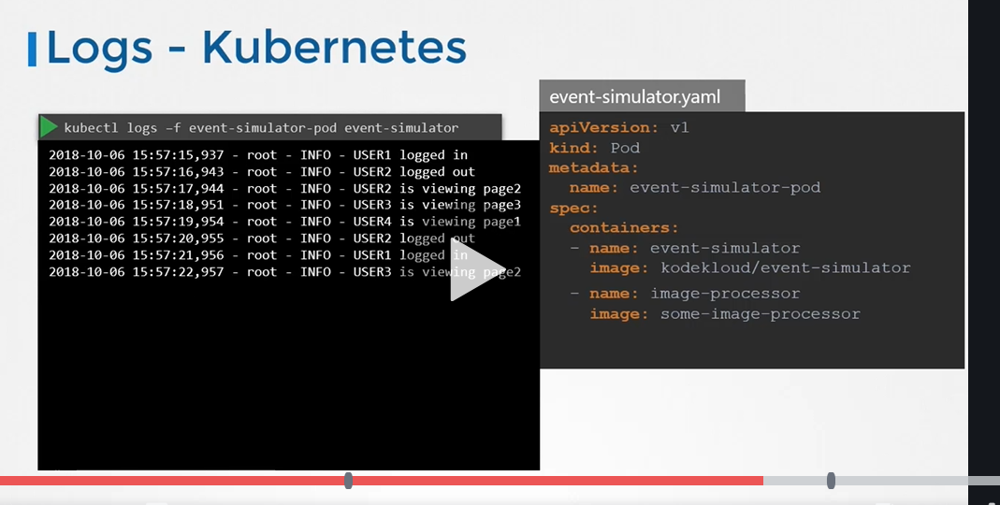 Logs - Kubernetes
kubectl logs –f event-simulator-pod event-simulator
2018-10-06 15:57:15,937 - root - INFO - USER1 logged in
2018-10-06 15:57:16,943 - root - INFO - USER2 logged out
2018-10-06 15:57:17,944 - root - INFO - USER2 is viewing page2
2018-10-06 15:57:18,951 - root - INFO - USER3 is viewing page3
2018-10-06 15:57:19,954 - root - INFO - USER4 is viewing page1
2018-10-06 15:57:20,955 - root - INFO - USER2 logged out
2018-10-06 15:57:21,956 - root - INFO - USER1 logged in
2018-10-06 15:57:22,957 - root - INFO - USER3 is viewing page2
event-simulator.yaml
apiVersion: v1
kind: Pod
metadata:
  name: event-simulator-pod
spec:
  containers:
  - name: event-simulator
    image: kodekloud/event-simulator
  - name: image-processor
    image: some-image-processor